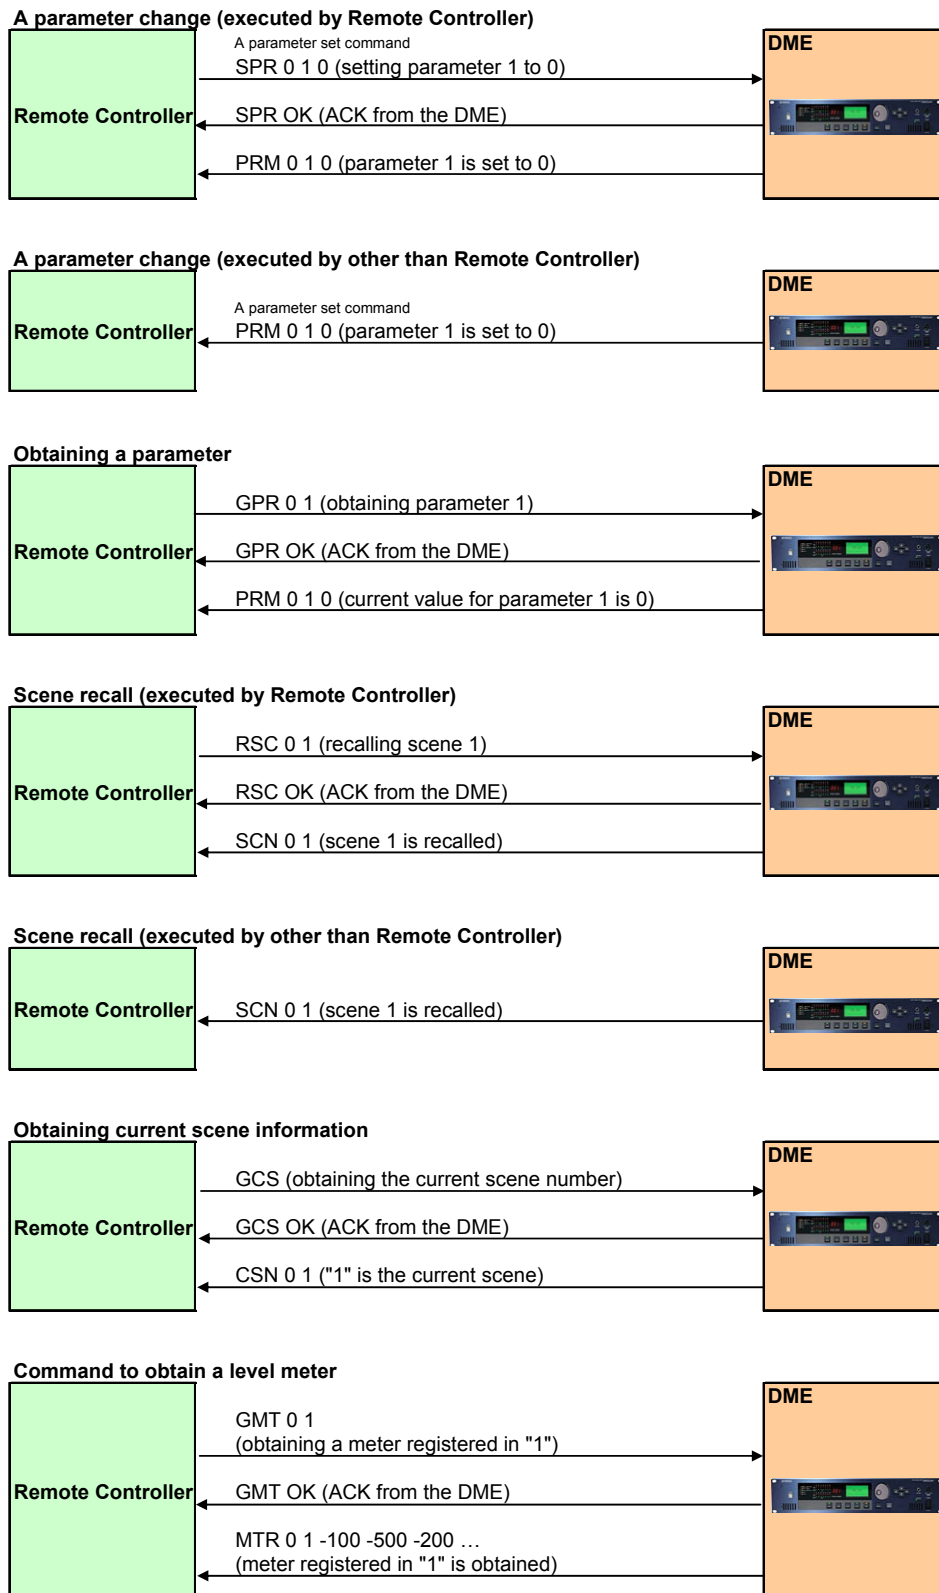 A parameter change (executed by Remote Controller)
DME
A parameter set command
SPR 0 1 0 (setting parameter 1 to 0)
Remote Controller
SPR OK (ACK from the DME)
PRM 0 1 0 (parameter 1 is set to 0)
A parameter change (executed by other than Remote Controller)
DME
A parameter set command
Remote Controller
PRM 0 1 0 (parameter 1 is set to 0)
Obtaining a parameter
DME
GPR 0 1 (obtaining parameter 1)
Remote Controller
GPR OK (ACK from the DME)
PRM 0 1 0 (current value for parameter 1 is 0)
Scene recall (executed by Remote Controller)
DME
RSC 0 1 (recalling scene 1)
Remote Controller
RSC OK (ACK from the DME)
SCN 0 1 (scene 1 is recalled)
Scene recall (executed by other than Remote Controller)
DME
Remote Controller
SCN 0 1 (scene 1 is recalled)
Obtaining current scene information
DME
GCS (obtaining the current scene number)
Remote Controller
GCS OK (ACK from the DME)
CSN 0 1 ("1" is the current scene)
Command to obtain a level meter
DME
GMT 0 1
(obtaining a meter registered in "1")
Remote Controller
GMT OK (ACK from the DME)
MTR 0 1 -100 -500 -200 …
(meter registered in "1" is obtained)